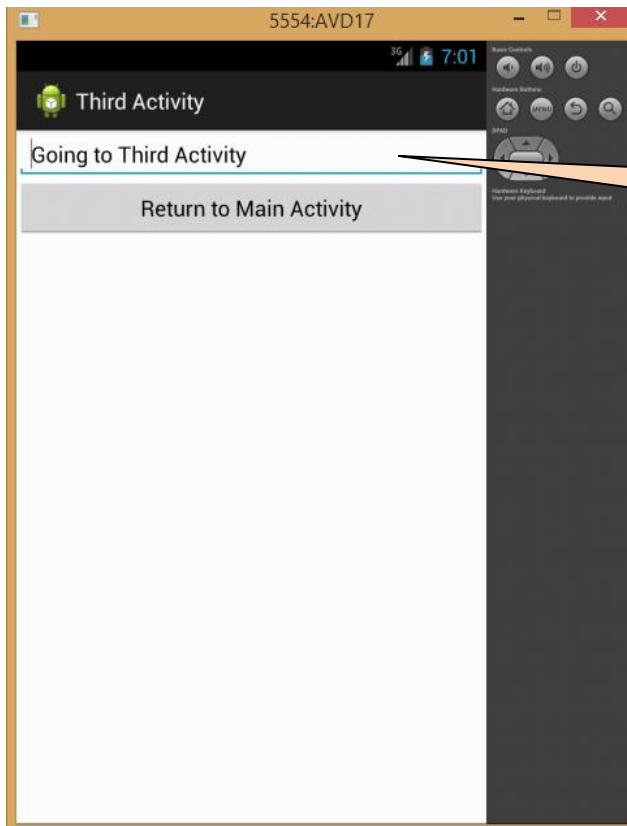 5554:AVD17
3G 7:01
Third Activity
Going to Third Activity
Return to Main Activity
Basic Controls
Hardware Buttons
MENU
DPAD
Hardware Keyboard
Use your physical keyboard to provide input